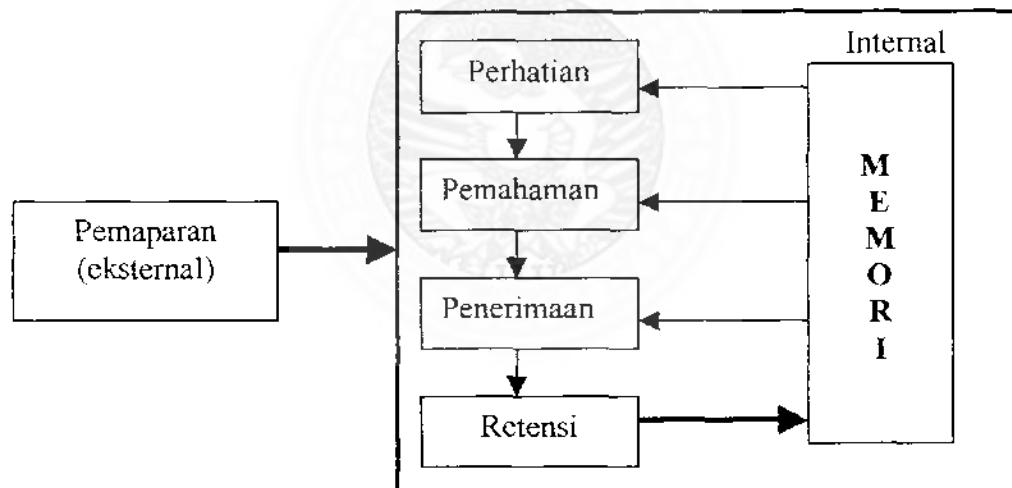 Internal
Perhatian
Pemahaman
Pemaparan
(eksternal)
Penerimaan
Retensi
M
E
M
O
R
I